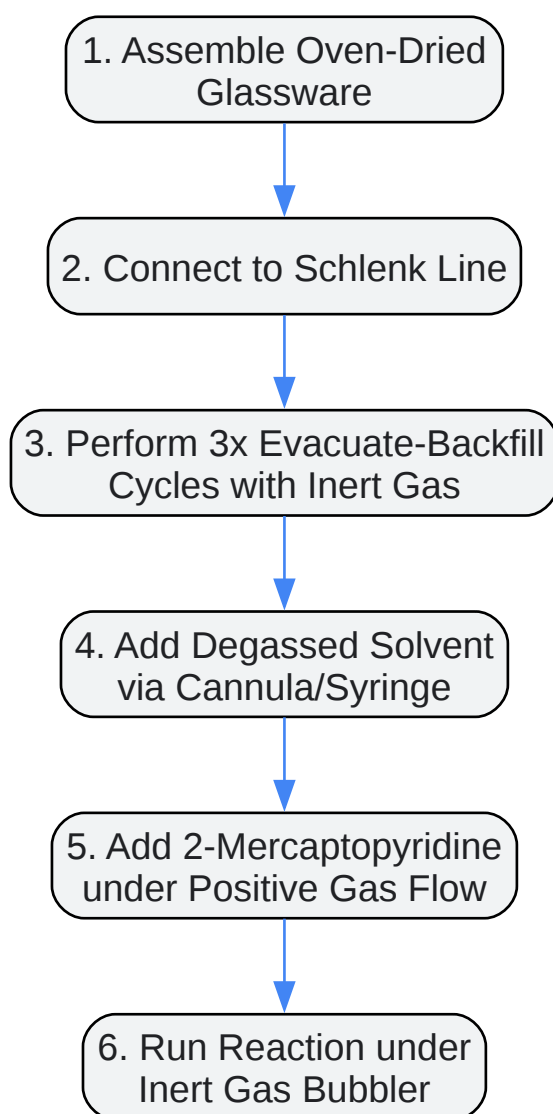 1. Assemble Oven-Dried
Glassware
2. Connect to Schlenk Line
3. Perform 3x Evacuate-Backfill
Cycles with Inert Gas
4. Add Degassed Solvent
via Cannula/Syringe
5. Add 2-Mercaptopyridine
under Positive Gas Flow
6. Run Reaction under
Inert Gas Bubbler